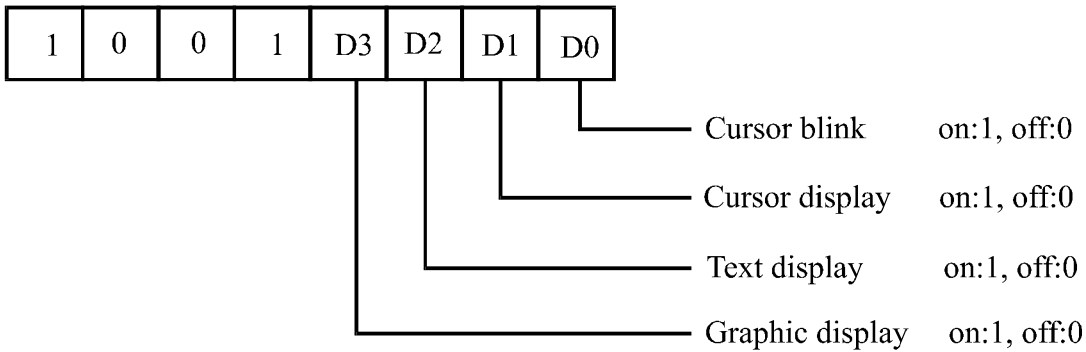 1 0 0 1 D3 D2 D1 D0
Cursor blink on:1, off:0
Cursor display on:1, off:0
Text display on:1, off:0
Graphic display on:1, off:0